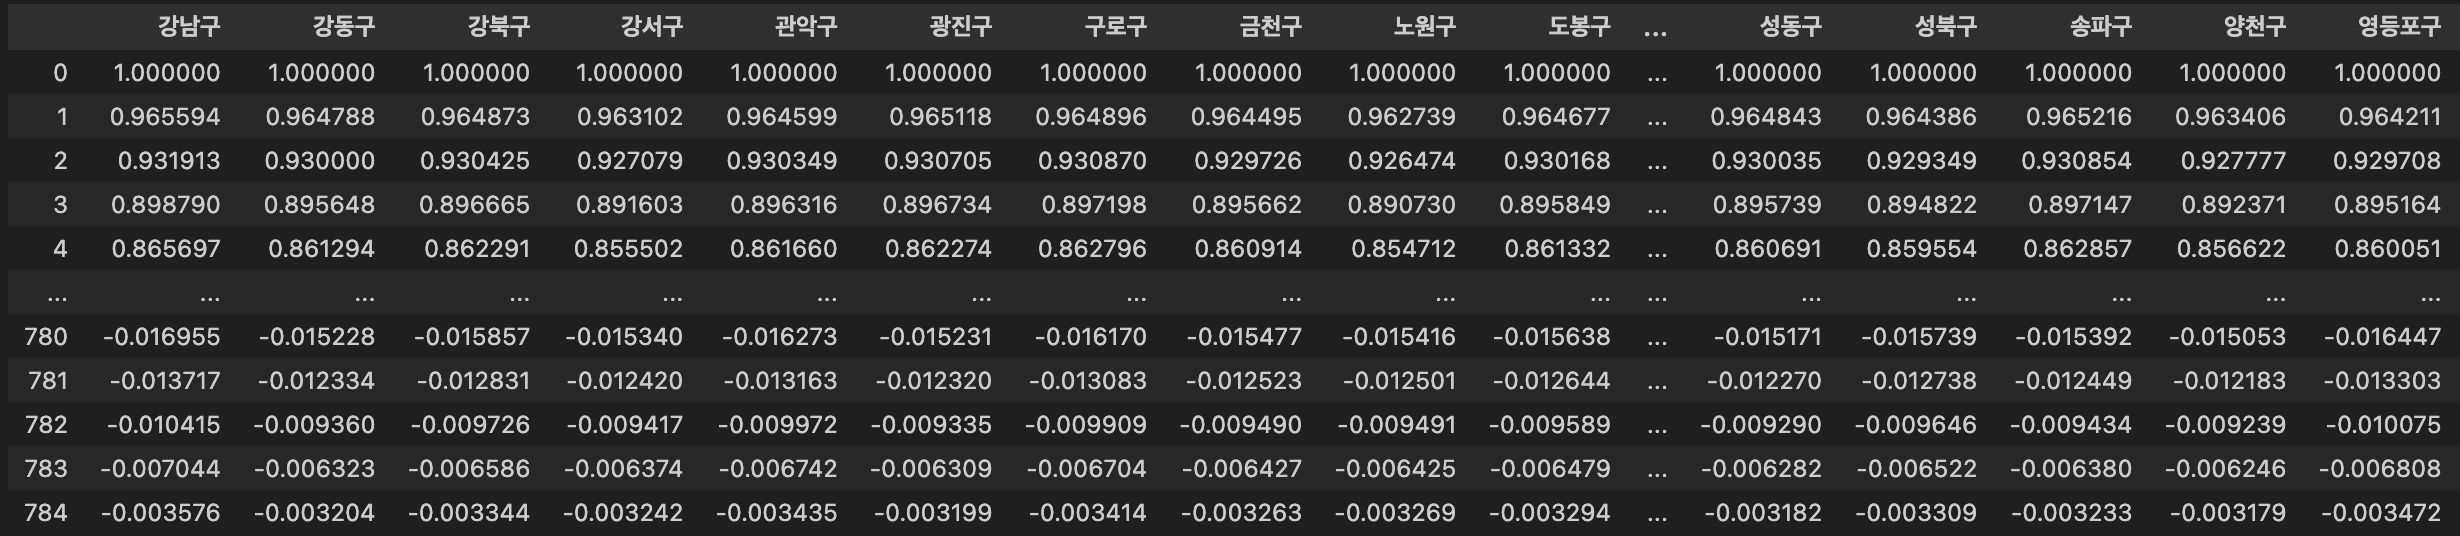 강남구 강동구 강북구 강서구 관악구 광진구 구로구 금천구 노원구 도봉구 ... 성동구 성북구 송파구 양천구 영등포구
0 1.000000 1.000000 1.000000 1.000000 1.000000 1.000000 1.000000 1.000000 1.000000 1.000000 ... 1.000000 1.000000 1.000000 1.000000 1.000000
1 0.965594 0.964788 0.964873 0.963102 0.964599 0.965118 0.964896 0.964495 0.962739 0.964677 ... 0.964843 0.964386 0.965216 0.963406 0.964211
2 0.931913 0.930000 0.930425 0.927079 0.930349 0.930705 0.930870 0.929726 0.926474 0.930168 ... 0.930035 0.929349 0.930854 0.927777 0.929708
3 0.898790 0.895648 0.896665 0.891603 0.896316 0.896734 0.897198 0.895662 0.890730 0.895849 ... 0.895739 0.894822 0.897147 0.892371 0.895164
4 0.865697 0.861294 0.862291 0.855502 0.861660 0.862274 0.862796 0.860914 0.854712 0.861332 ... 0.860691 0.859554 0.862857 0.856622 0.860051
... ... ... ... ... ... ... ... ... ... ... ... ... ... ... ... ...
780 -0.016955 -0.015228 -0.015857 -0.015340 -0.016273 -0.015231 -0.016170 -0.015477 -0.015416 -0.015638 ... -0.015171 -0.015739 -0.015392 -0.015053 -0.016447
781 -0.013717 -0.012334 -0.012831 -0.012420 -0.013163 -0.012320 -0.013083 -0.012523 -0.012501 -0.012644 ... -0.012270 -0.012738 -0.012449 -0.012183 -0.013303
782 -0.010415 -0.009360 -0.009726 -0.009417 -0.009972 -0.009335 -0.009909 -0.009490 -0.009491 -0.009589 ... -0.009290 -0.009646 -0.009434 -0.009239 -0.010075
783 -0.007044 -0.006323 -0.006586 -0.006374 -0.006742 -0.006309 -0.006704 -0.006427 -0.006425 -0.006479 ... -0.006282 -0.006522 -0.006380 -0.006246 -0.006808
784 -0.003576 -0.003204 -0.003344 -0.003242 -0.003435 -0.003199 -0.003414 -0.003263 -0.003269 -0.003294 ... -0.003182 -0.003309 -0.003233 -0.003179 -0.003472